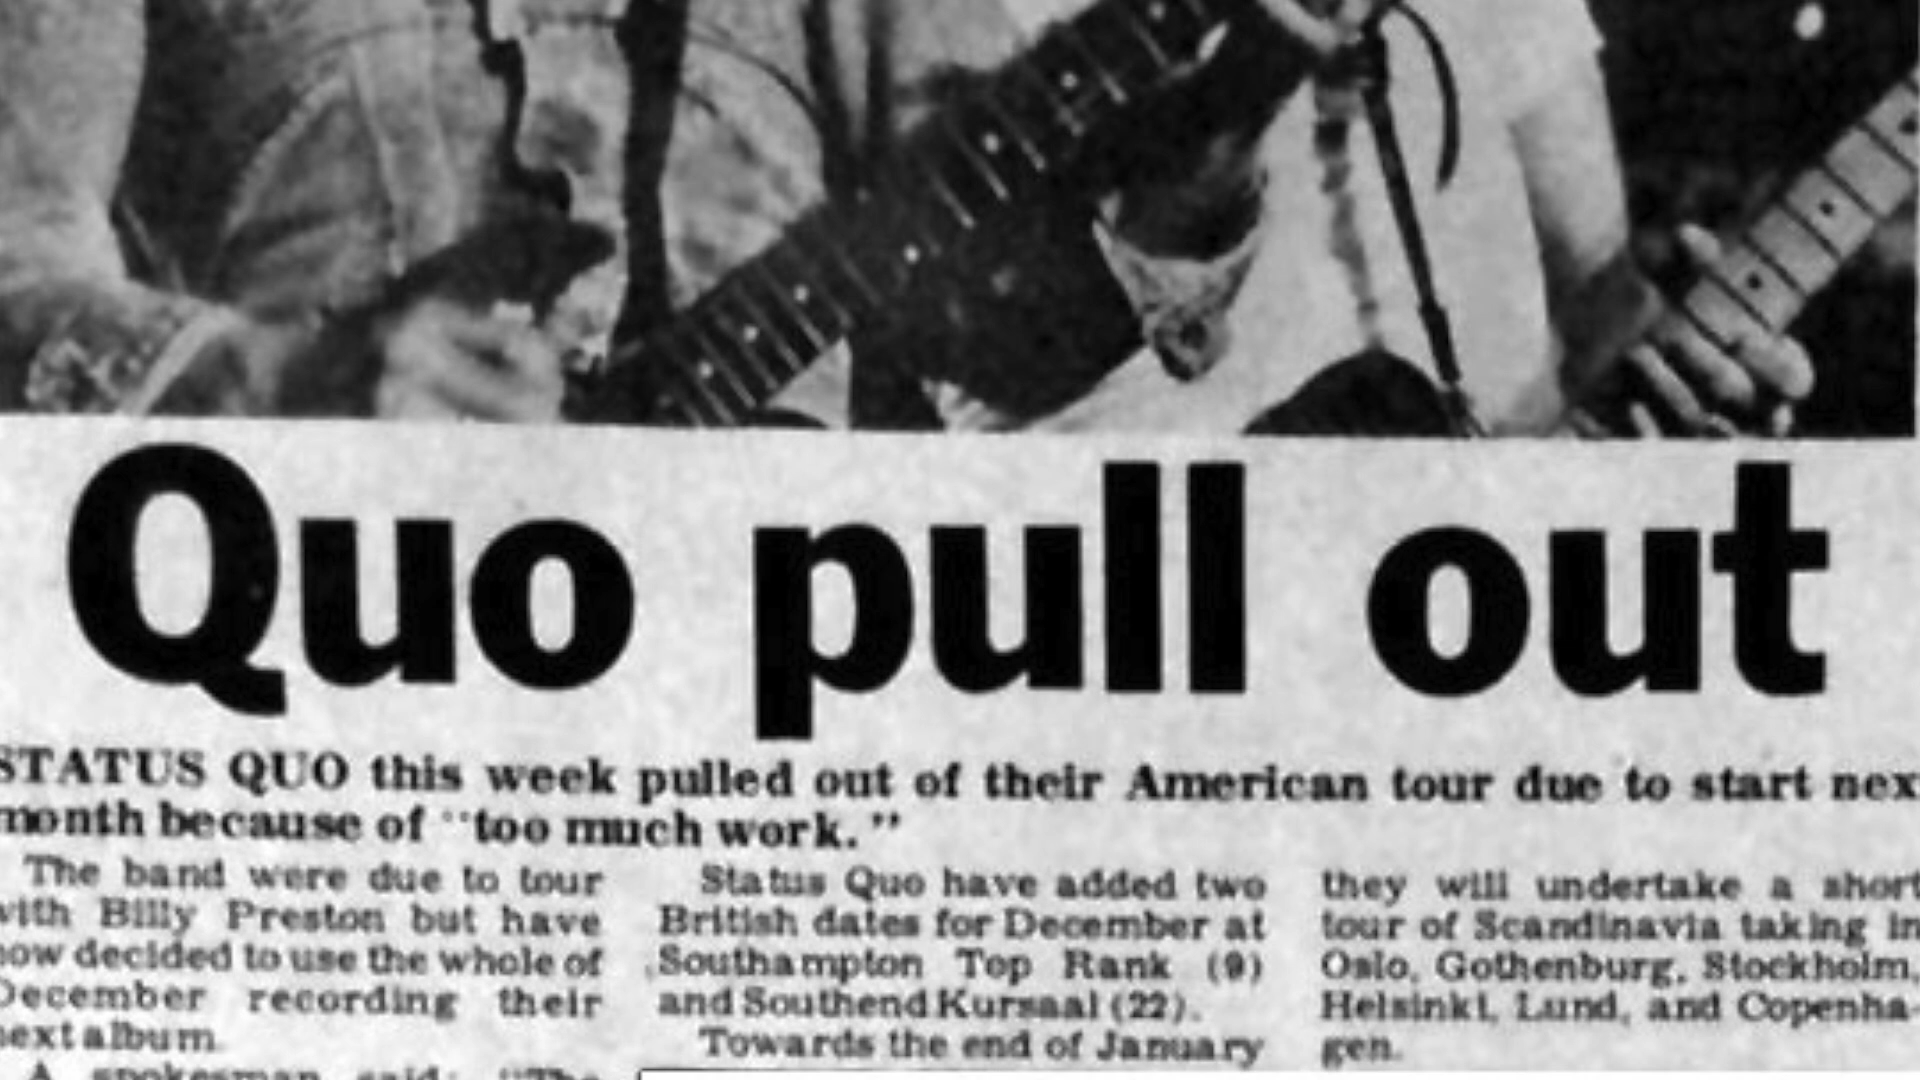 Quo pull out
STATUS QUO this week pulled out of their American tour due to start nex
month because of "too much work."
The band were due to tour
with Billy Preston but have
now decided to use the whole of
December recording their
next album
A spokesman said: "The
Status Quo have added two
British dates for December at
Southampton Top Rank (9)
and Southend Kursaal (22).
Towards the end of January
they will undertake a short
tour of Scandinavia taking in
Oslo, Gothenburg, Stockholm,
Helsinki, Lund, and Copenha-
gen.